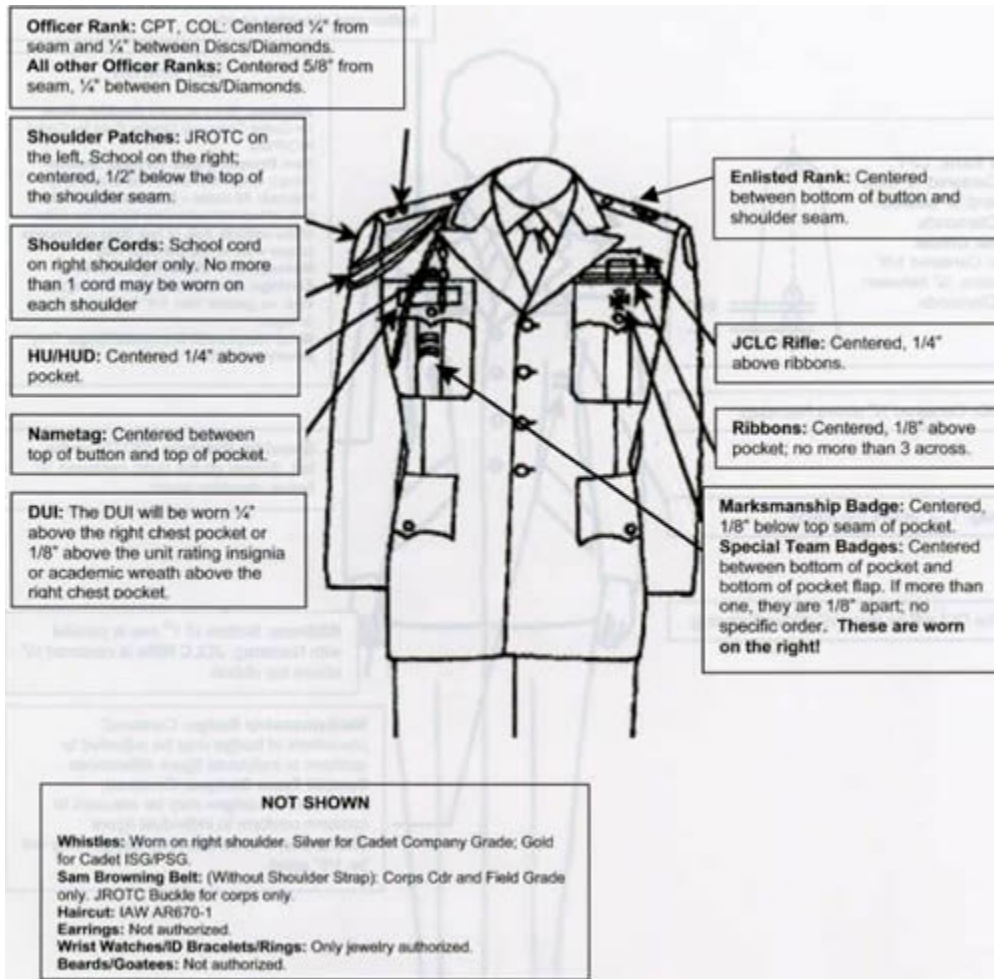 Officer Rank: CPT, COL: Centered ¼" from
seam and ¼" between Discs/Diamonds.
All other Officer Ranks: Centered 5/8" from
seam, ¼" between Discs/Diamonds.
Shoulder Patches: JROTC on
the left, School on the right;
centered, 1/2" below the top of
the shoulder seam.
Shoulder Cords: School cord
on right shoulder only. No more
than 1 cord may be worn on
each shoulder
HU/HUD: Centered 1/4" above
pocket.
Nametag: Centered between
top of button and top of pocket.
DUI: The DUI will be worn ¼"
above the right chest pocket or
1/8" above the unit rating insignia
or academic wreath above the
right chest pocket.
Enlisted Rank: Centered
between bottom of button and
shoulder seam.
JCLC Rifle: Centered, 1/4"
above ribbons.
Ribbons: Centered, 1/8" above
pocket; no more than 3 across.
Marksmanship Badge: Centered,
1/8" below top seam of pocket.
Special Team Badges: Centered
between bottom of pocket and
bottom of pocket flap. If more than
one, they are 1/8" apart; no
specific order. These are worn
on the right!
NOT SHOWN
Whistles: Worn on right shoulder. Silver for Cadet Company Grade; Gold
for Cadet ISG/PSG.
Sam Browning Belt: (Without Shoulder Strap): Corps Cdr and Field Grade
only. JROTC Buckle for corps only.
Haircut: IAW AR670-1
Earrings: Not authorized.
Wrist Watches/ID Bracelets/Rings: Only jewelry authorized.
Beards/Goatees: Not authorized.